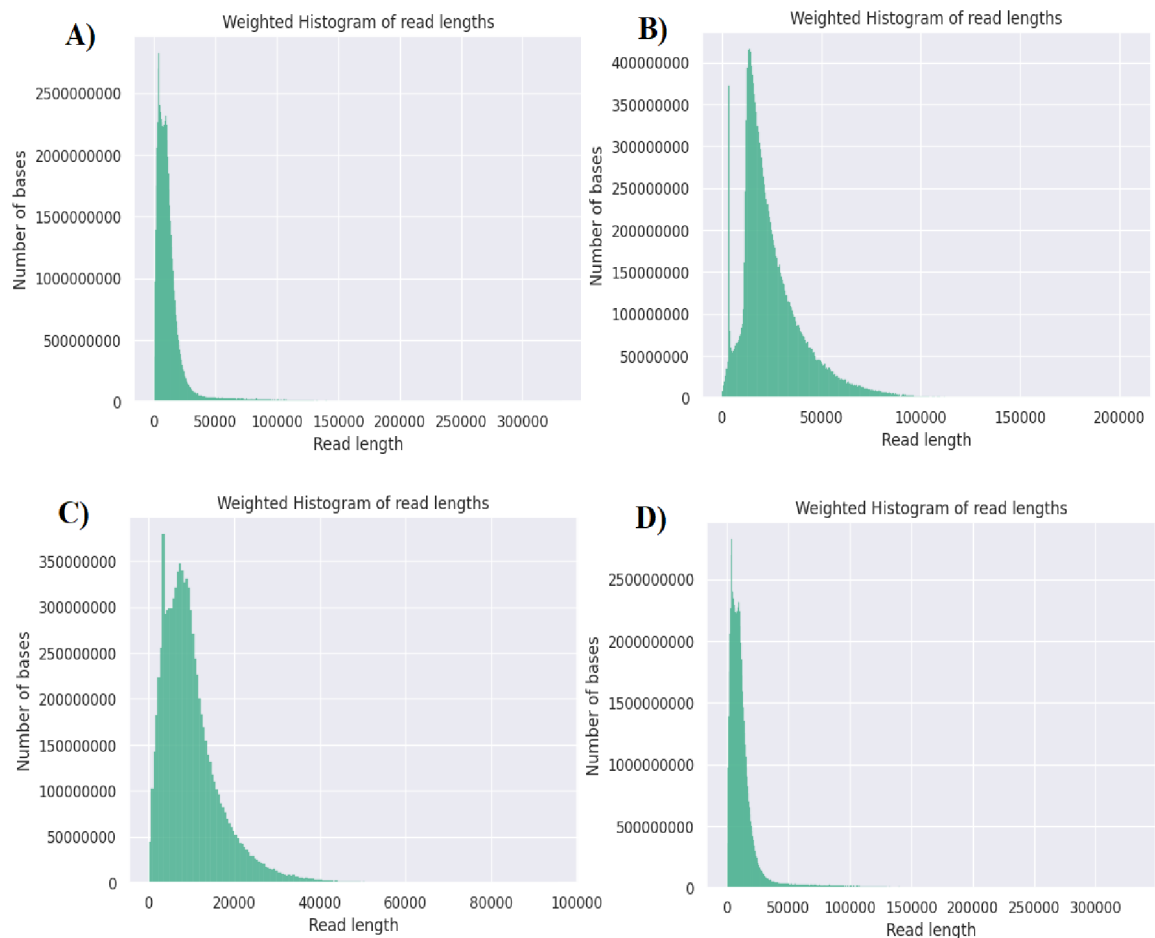 A)
Weighted Histogram of read lengths
Number of bases
2500000000
2000000000
1500000000
1000000000
500000000
0
0 50000 100000 150000 200000 250000 300000
Read length
B)
Weighted Histogram of read lengths
Number of bases
400000000
350000000
300000000
250000000
200000000
150000000
100000000
50000000
0
0 50000 100000 150000 200000
Read length
C)
Weighted Histogram of read lengths
Number of bases
350000000
300000000
250000000
200000000
150000000
100000000
50000000
0
0 20000 40000 60000 80000 100000
Read length
D)
Weighted Histogram of read lengths
Number of bases
2500000000
2000000000
1500000000
1000000000
500000000
0
0 50000 100000 150000 200000 250000 300000
Read length